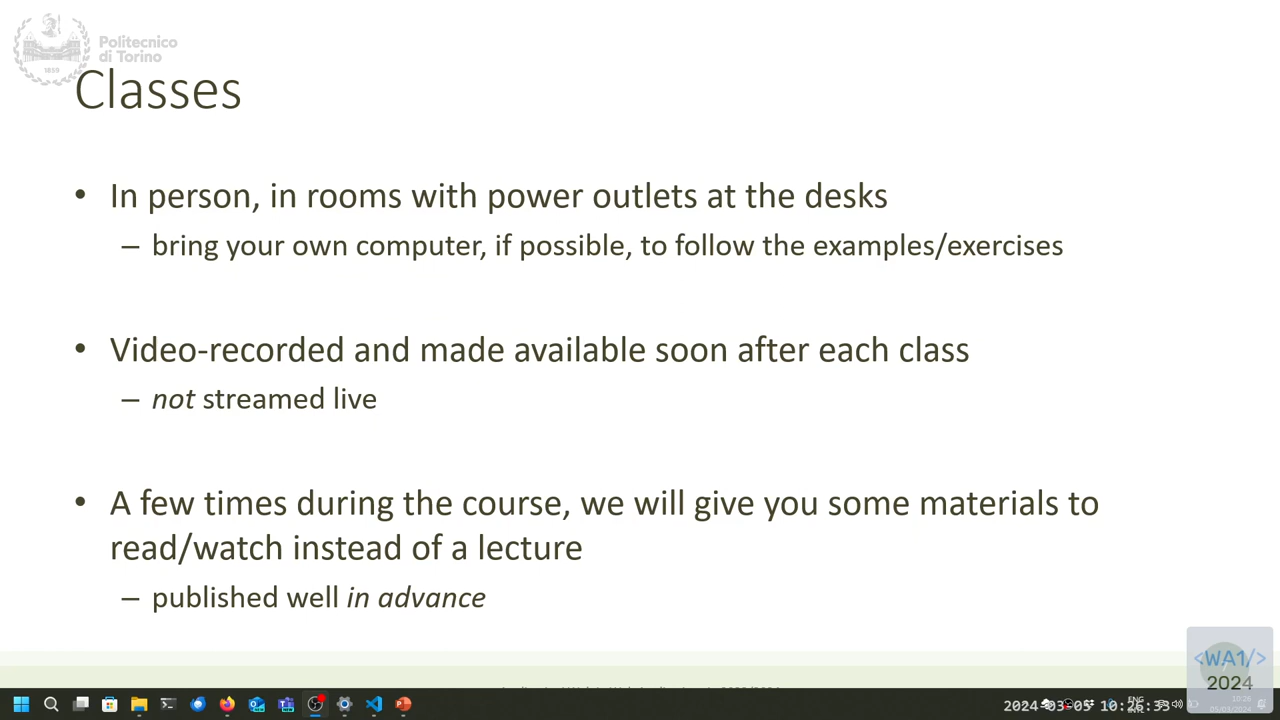 Politecnico
di Torino
1859
Classes
• In person, in rooms with power outlets at the desks
– bring your own computer, if possible, to follow the examples/exercises
• Video-recorded and made available soon after each class
– not streamed live
• A few times during the course, we will give you some materials to
read/watch instead of a lecture
– published well in advance
<WA1/>
2024
2024-03-05 10:26:33
ENG